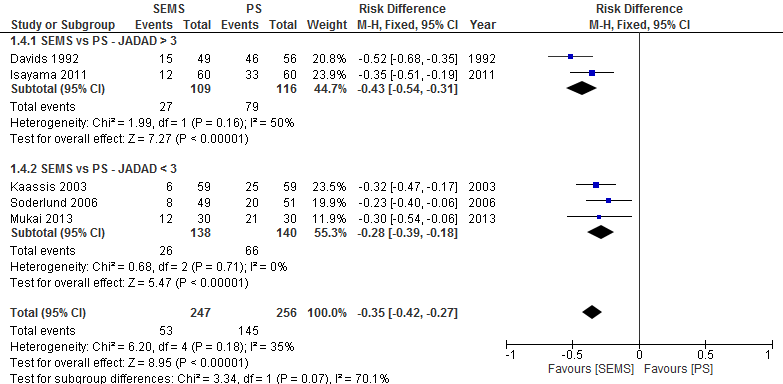 SEMS PS Risk Difference Risk Difference
Study or Subgroup Events Total Events Total Weight M-H, Fixed, 95% CI Year M-H, Fixed, 95% CI
1.4.1 SEMS vs PS - JADAD > 3
Davids 1992 15 49 46 56 20.8% -0.52 [-0.68, -0.35] 1992
Isayama 2011 12 60 33 60 23.9% -0.35 [-0.51, -0.19] 2011
Subtotal (95% CI) 109 116 44.7% -0.43 [-0.54, -0.31]
Total events 27 79
Heterogeneity: Chi² = 1.99, df = 1 (P = 0.16); I² = 50%
Test for overall effect: Z = 7.27 (P < 0.00001)
1.4.2 SEMS vs PS - JADAD < 3
Kaassis 2003 6 59 25 59 23.5% -0.32 [-0.47, -0.17] 2003
Soderlund 2006 8 49 20 51 19.9% -0.23 [-0.40, -0.06] 2006
Mukai 2013 12 30 21 30 11.9% -0.30 [-0.54, -0.06] 2013
Subtotal (95% CI) 138 140 55.3% -0.28 [-0.39, -0.18]
Total events 26 66
Heterogeneity: Chi² = 0.68, df = 2 (P = 0.71); I² = 0%
Test for overall effect: Z = 5.47 (P < 0.00001)
Total (95% CI) 247 256 100.0% -0.35 [-0.42, -0.27]
Total events 53 145
Heterogeneity: Chi² = 6.20, df = 4 (P = 0.18); I² = 35%
Test for overall effect: Z = 8.95 (P < 0.00001)
Test for subgroup differences: Chi² = 3.34, df = 1 (P = 0.07), I² = 70.1%
-1 -0.5 0 0.5 1
Favours [SEMS] Favours [PS]